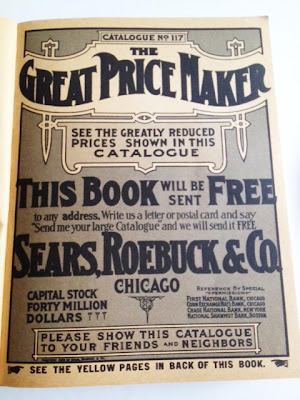 CATALOGUE No 117
THE
GREAT PRICE MAKER
SEE THE GREATLY REDUCED
PRICES SHOWN IN THIS
CATALOGUE
THIS BOOK WILL BE SENT FREE
to any address, Write us a letter or postal card and say
"Send me your large Catalogue and we will send it FREE
SEARS, ROEBUCK & CO.
CHICAGO
CAPITAL STOCK
FORTY MILLION
DOLLARS
REFERENCE BY SPECIAL
PERMISSION
FIRST NATIONAL BANK, CHICAGO
CORN EXCHANGE NAT'L BANK, CHICAGO
CHASE NATIONAL BANK, NEW YORK
NATIONAL SHAWMUT BANK, BOSTON
PLEASE SHOW THIS CATALOGUE
TO YOUR FRIENDS AND NEIGHBORS
SEE THE YELLOW PAGES IN BACK OF THIS BOOK.